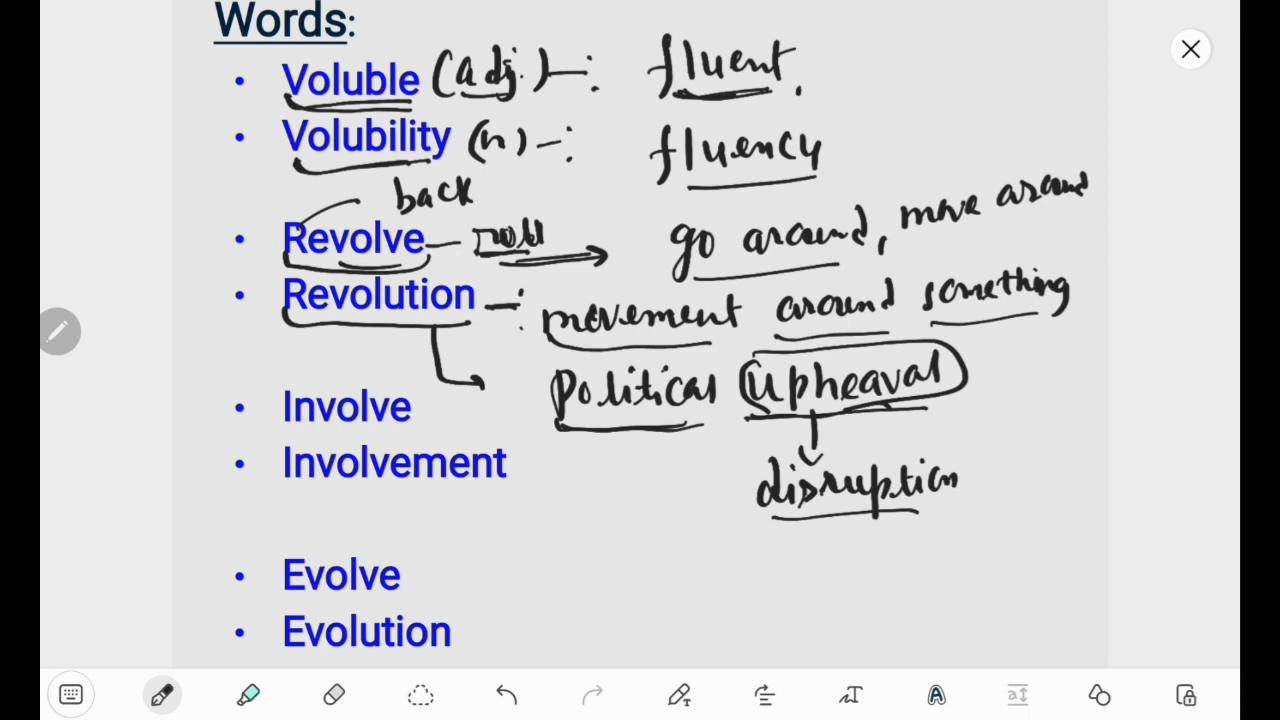 Words:
• Voluble (adj.) -: fluent.
• Volubility (n) -: fluency
back
• Revolve - roll → go around, move around
• Revolution -: movement around something
Political Upheaval
• Involve
• Involvement
disruption
• Evolve
• Evolution